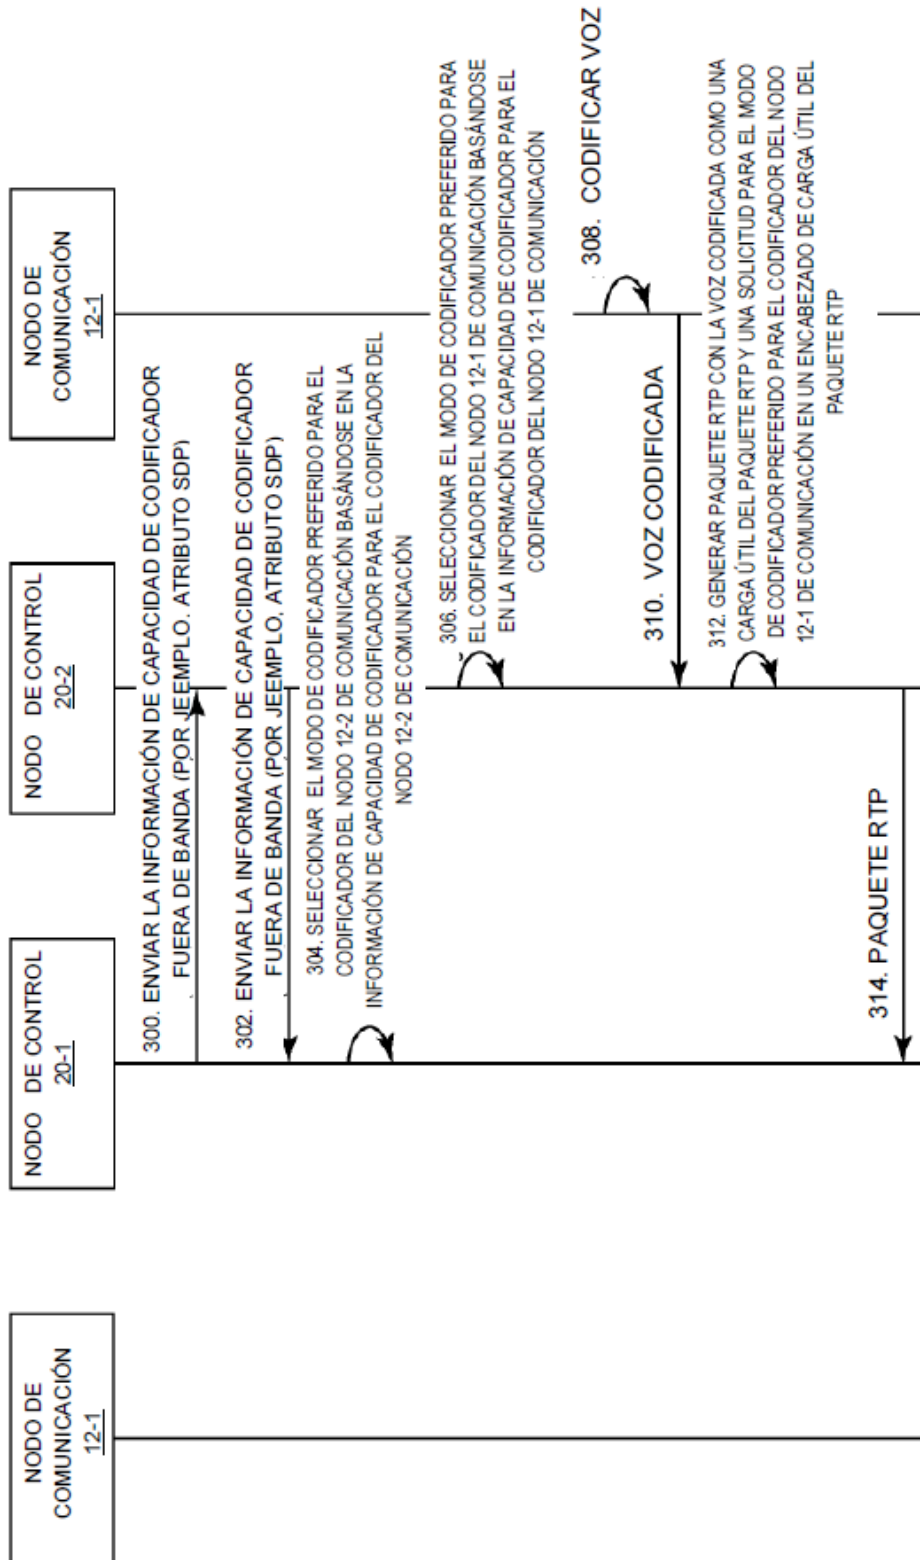 NODO DE
COMUNICACIÓN
12-1
NODO DE CONTROL
20-1
NODO DE CONTROL
20-2
NODO DE
COMUNICACIÓN
12-1
300. ENVIAR LA INFORMACIÓN DE CAPACIDAD DE CODIFICADOR
FUERA DE BANDA (POR JEEMPLO. ATRIBUTO SDP)
302. ENVIAR LA INFORMACIÓN DE CAPACIDAD DE CODIFICADOR
FUERA DE BANDA (POR JEEMPLO, ATRIBUTO SDP)
304. SELECCIONAR EL MODO DE CODIFICADOR PREFERIDO PARA EL
CODIFICADOR DEL NODO 12-2 DE COMUNICACIÓN BASÁNDOSE EN LA
INFORMACIÓN DE CAPACIDAD DE CODIFICADOR PARA EL CODIFICADOR DEL
NODO 12-2 DE COMUNICACIÓN
306. SELECCIONAR EL MODO DE CODIFICADOR PREFERIDO PARA
EL CODIFICADOR DEL NODO 12-1 DE COMUNICACIÓN BASÁNDOSE
EN LA INFORMACIÓN DE CAPACIDAD DE CODIFICADOR PARA EL
CODIFICADOR DEL NODO 12-1 DE COMUNICACIÓN
308. CODIFICAR VOZ
310. VOZ CODIFICADA
312. GENERAR PAQUETE RTP CON LA VOZ CODIFICADA COMO UNA
CARGA ÚTIL DEL PAQUETE RTP Y UNA SOLICITUD PARA EL MODO
DE CODIFICADOR PREFERIDO PARA EL CODIFICADOR DEL NODO
12-1 DE COMUNICACIÓN EN UN ENCABEZADO DE CARGA ÚTIL DEL
PAQUETE RTP
314. PAQUETE RTP